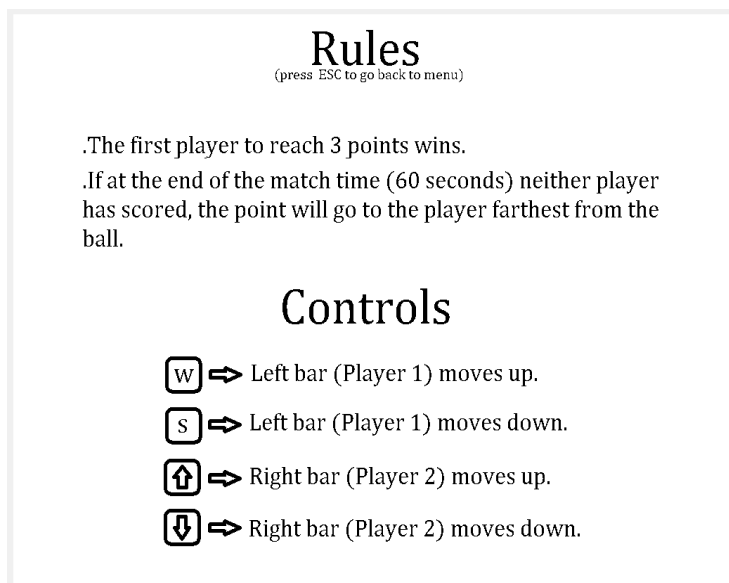 Rules
(press ESC to go back to menu)
.The first player to reach 3 points wins.
.If at the end of the match time (60 seconds) neither player
has scored, the point will go to the player farthest from the
ball.
Controls
W Left bar (Player 1) moves up.
S Left bar (Player 1) moves down.
Right bar (Player 2) moves up.
Right bar (Player 2) moves down.